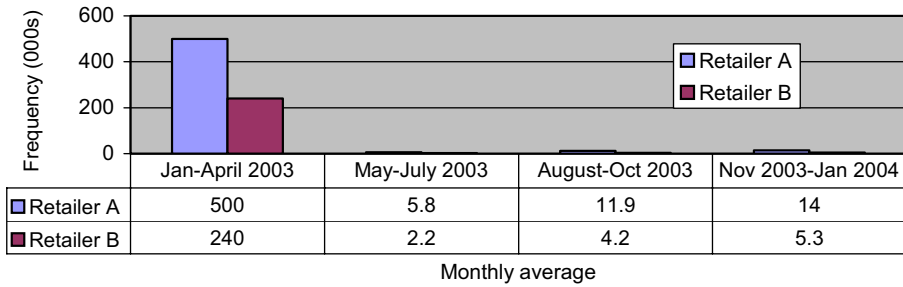 Frequency (000s)
600
400
200
0
Retailer A
Retailer B
Jan-April 2003 May-July 2003 August-Oct 2003 Nov 2003-Jan 2004
Retailer A 500 5.8 11.9 14
Retailer B 240 2.2 4.2 5.3
Monthly average